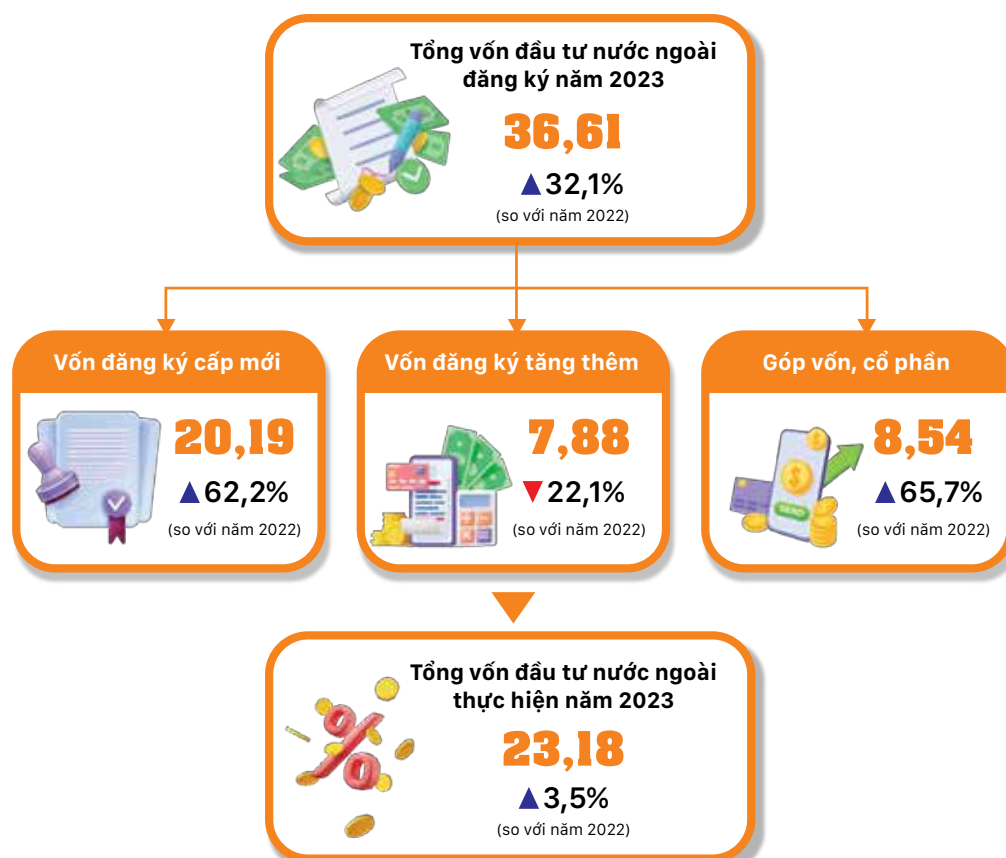 Tổng vốn đầu tư nước ngoài
đăng ký năm 2023
36,61
▲32,1%
(so với năm 2022)
Vốn đăng ký cấp mới
20,19
▲62,2%
(so với năm 2022)
Vốn đăng ký tăng thêm
7,88
▼22,1%
(so với năm 2022)
Góp vốn, cổ phần
8,54
▲65,7%
(so với năm 2022)
Tổng vốn đầu tư nước ngoài
thực hiện năm 2023
23,18
▲3,5%
(so với năm 2022)